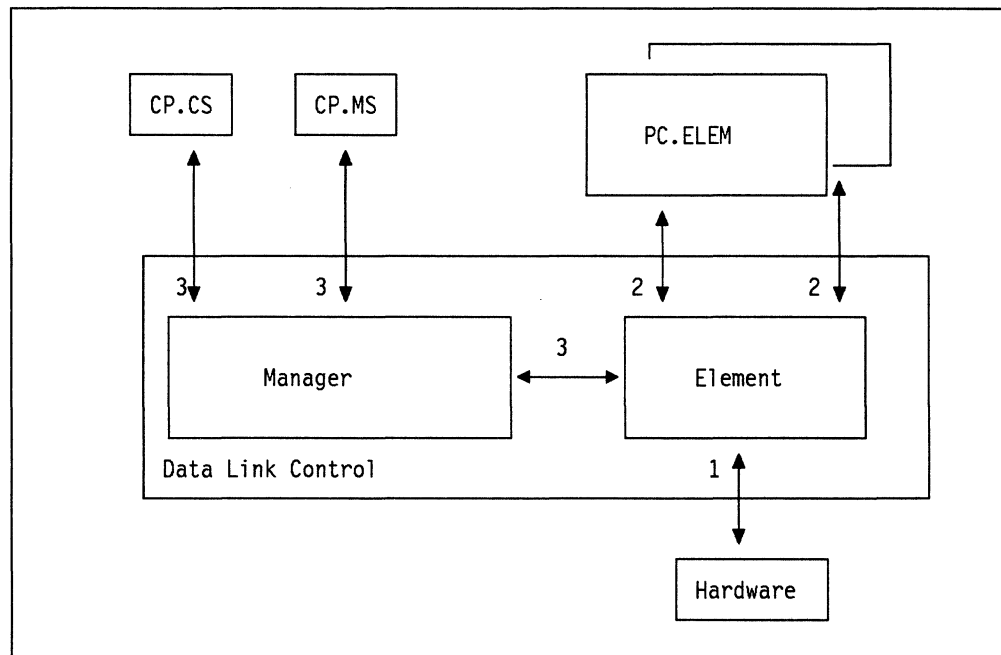 CP.CS
CP.MS
PC.ELEM
3
3
2
2
Manager
3
Element
Data Link Control
1
Hardware